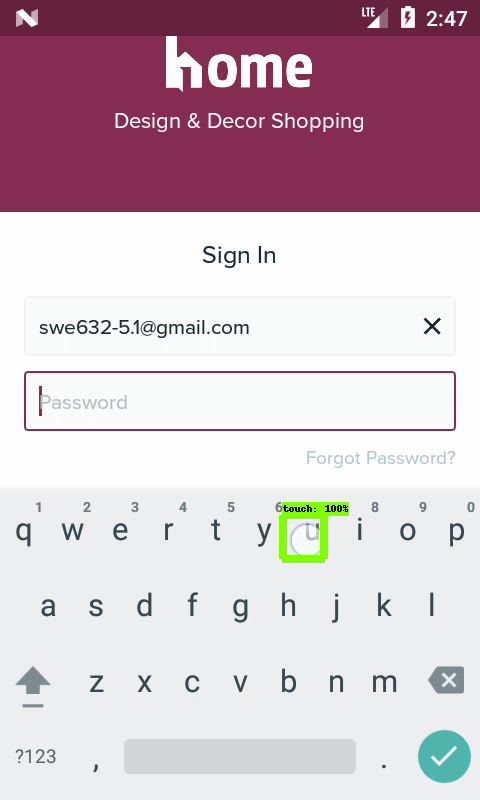 LTE 2:47
home
Design & Decor Shopping
Sign In
swe632-5.1@gmail.com
Password
Forgot Password?
1 2 3 4 5 6 touch: 100% 8 9 0
q w e r t y u i o p
a s d f g h j k l
z x c v b n m
?123 , .